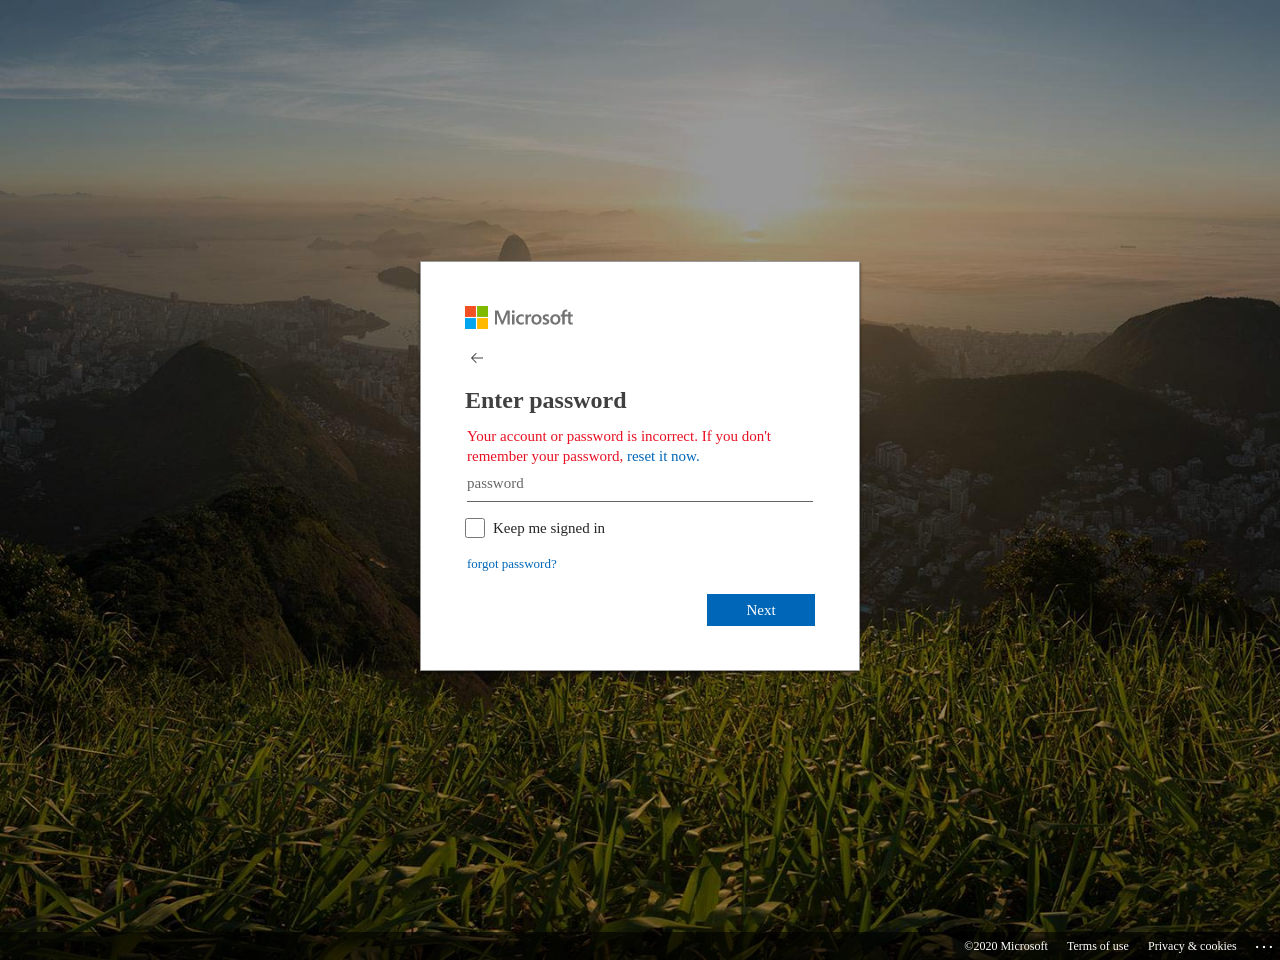 Microsoft
Enter password
Your account or password is incorrect. If you don't
remember your password, reset it now.
password
Keep me signed in
forgot password?
Next
©2020 Microsoft Terms of use Privacy & cookies ...